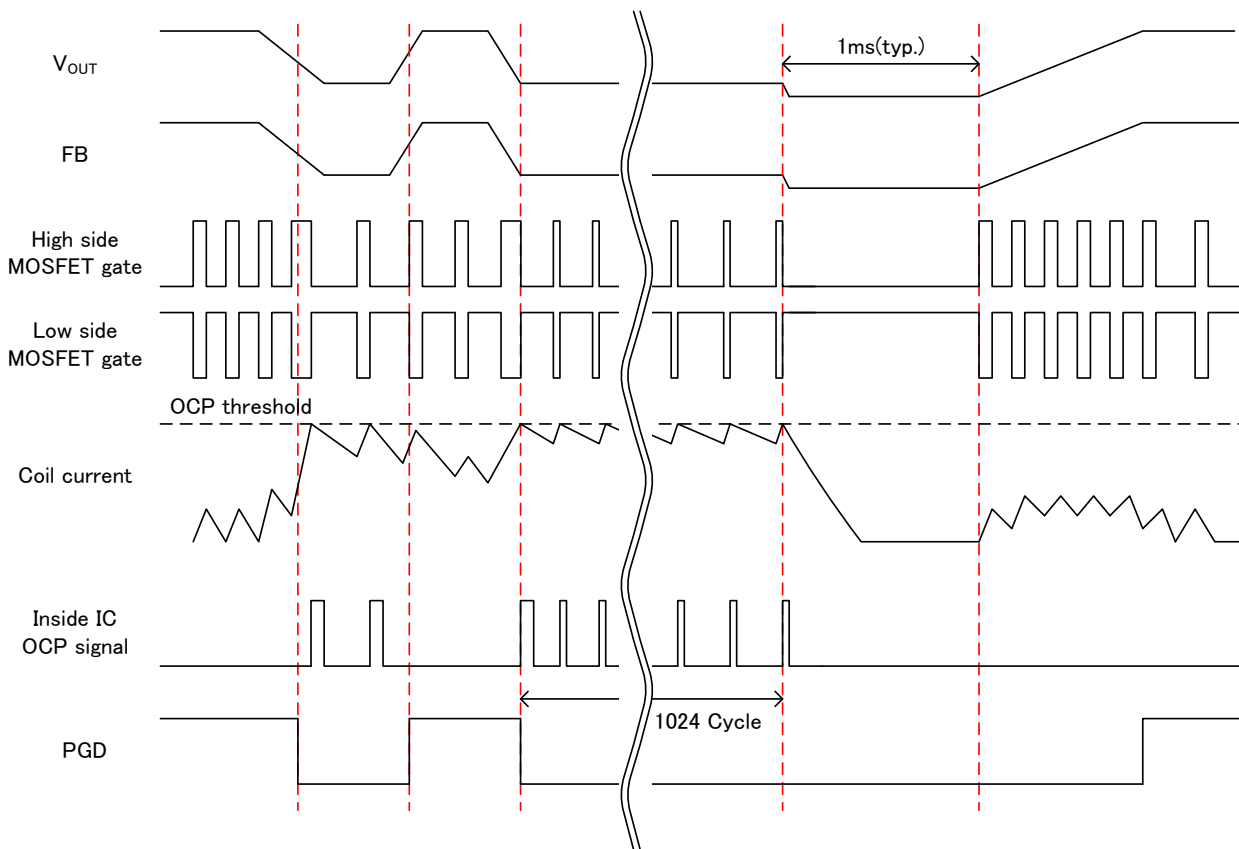 V_OUT
1ms(typ.)
FB
High side
MOSFET gate
Low side
MOSFET gate
OCP threshold
Coil current
Inside IC
OCP signal
1024 Cycle
PGD